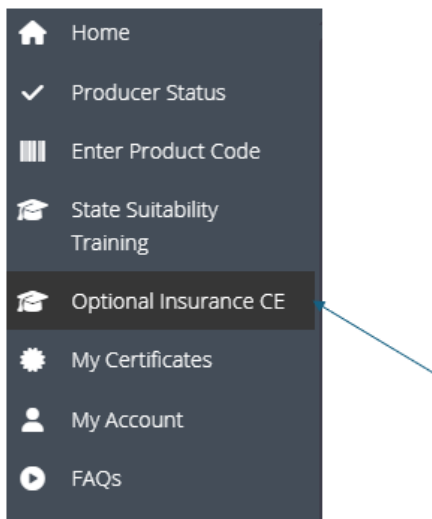 Home
Producer Status
Enter Product Code
State Suitability
Training
Optional Insurance CE
My Certificates
My Account
FAQs